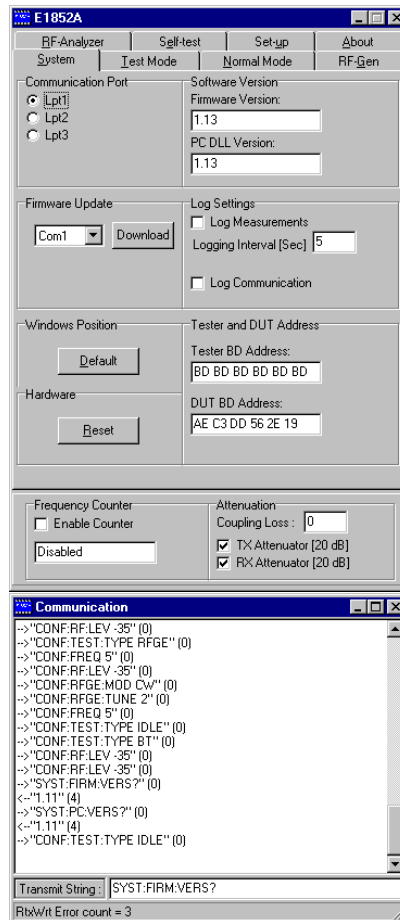 E1852A
RF-Analyzer Self-test Set-up About
System Test Mode Normal Mode RF-Gen
Communication Port
Lpt1
Lpt2
Lpt3
Software Version
Firmware Version:
1.13
PC DLL Version:
1.13
Firmware Update
Com1 Download
Log Settings
Log Measurements
Logging Interval [Sec] 5
Log Communication
Windows Position
Default
Hardware
Reset
Tester and DUT Address
Tester BD Address:
BD BD BD BD BD BD
DUT BD Address:
AE C3 DD 56 2E 19
Frequency Counter
Enable Counter
Disabled
Attenuation
Coupling Loss : 0
TX Attenuator [20 dB]
RX Attenuator [20 dB]
Communication
-->"CONF:RF:LEV -35" (0)
-->"CONF:TEST:TYPE RFGE" (0)
-->"CONF:FREQ 5" (0)
-->"CONF:RF:LEV -35" (0)
-->"CONF:RFGE:MOD CW" (0)
-->"CONF:RFGE:TUNE 2" (0)
-->"CONF:FREQ 5" (0)
-->"CONF:TEST:TYPE IDLE" (0)
-->"CONF:TEST:TYPE BT" (0)
-->"CONF:RF:LEV -35" (0)
-->"CONF:RF:LEV -35" (0)
-->"SYST:FIRM:VERS?" (0)
<--"1.11" (4)
-->"SYST:PC:VERS?" (0)
<--"1.11" (4)
-->"CONF:TEST:TYPE IDLE" (0)
Transmit String : SYST:FIRM:VERS?
RtxWrt Error count = 3